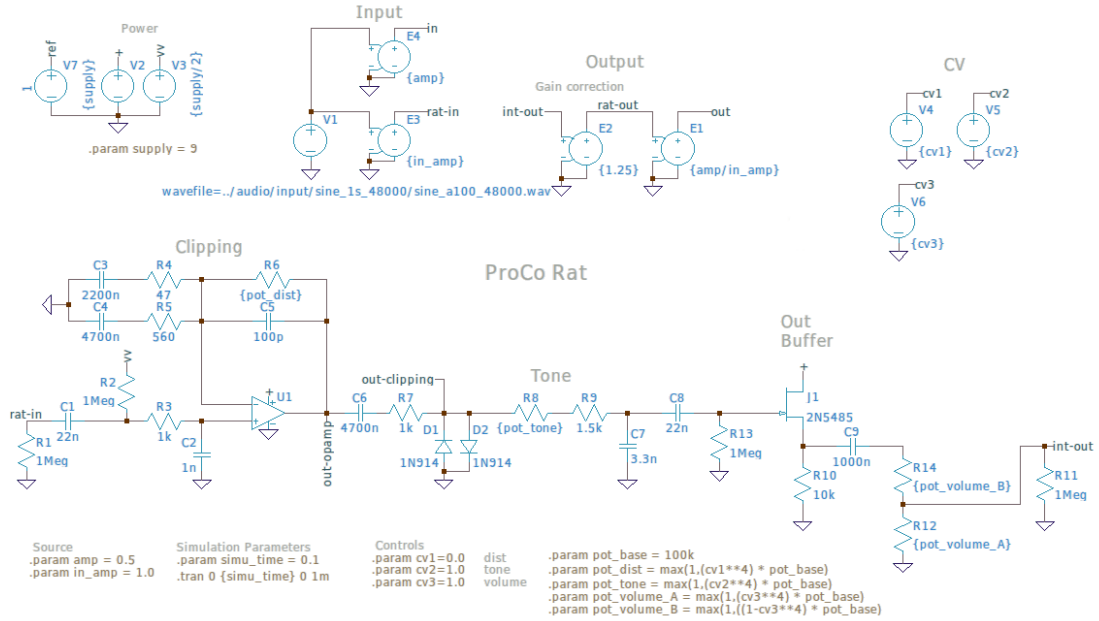 Power
ref
+
vv
V7
V2
V3
1
{supply}
{supply/2}
.param supply = 9
Input
in
E4
{amp}
rat-in
E3
V1
{in_amp}
wavefile=../audio/input/sine_1s_48000/sine_a100_48000.wav
Output
Gain correction
int-out
rat-out
out
E2
E1
{1.25}
{amp/in_amp}
CV
cv1
cv2
V4
V5
{cv1}
{cv2}
cv3
V6
{cv3}
ProCo Rat
Clipping
C3
R4
R6
2200n
47
{pot_dist}
C4
R5
C5
4700n
560
100p
vv
R2
1Meg
rat-in
C1
22n
R3
1k
R1
1Meg
C2
1n
+
U1
out-opamp
out-clipping
C6
4700n
R7
1k
D1
D2
1N914
1N914
Tone
R8
{pot_tone}
R9
1.5k
C7
3.3n
C8
22n
R13
1Meg
Out
Buffer
+
J1
2N5485
C9
1000n
R10
10k
R14
{pot_volume_B}
R12
{pot_volume_A}
int-out
R11
1Meg
Source
.param amp = 0.5
.param in_amp = 1.0
Simulation Parameters
.param simu_time = 0.1
.tran 0 {simu_time} 0 1m
Controls
.param cv1=0.0 dist
.param cv2=1.0 tone
.param cv3=1.0 volume
.param pot_base = 100k
.param pot_dist = max(1,(cv1**4) * pot_base)
.param pot_tone = max(1,(cv2**4) * pot_base)
.param pot_volume_A = max(1,(cv3**4) * pot_base)
.param pot_volume_B = max(1,((1-cv3**4) * pot_base)